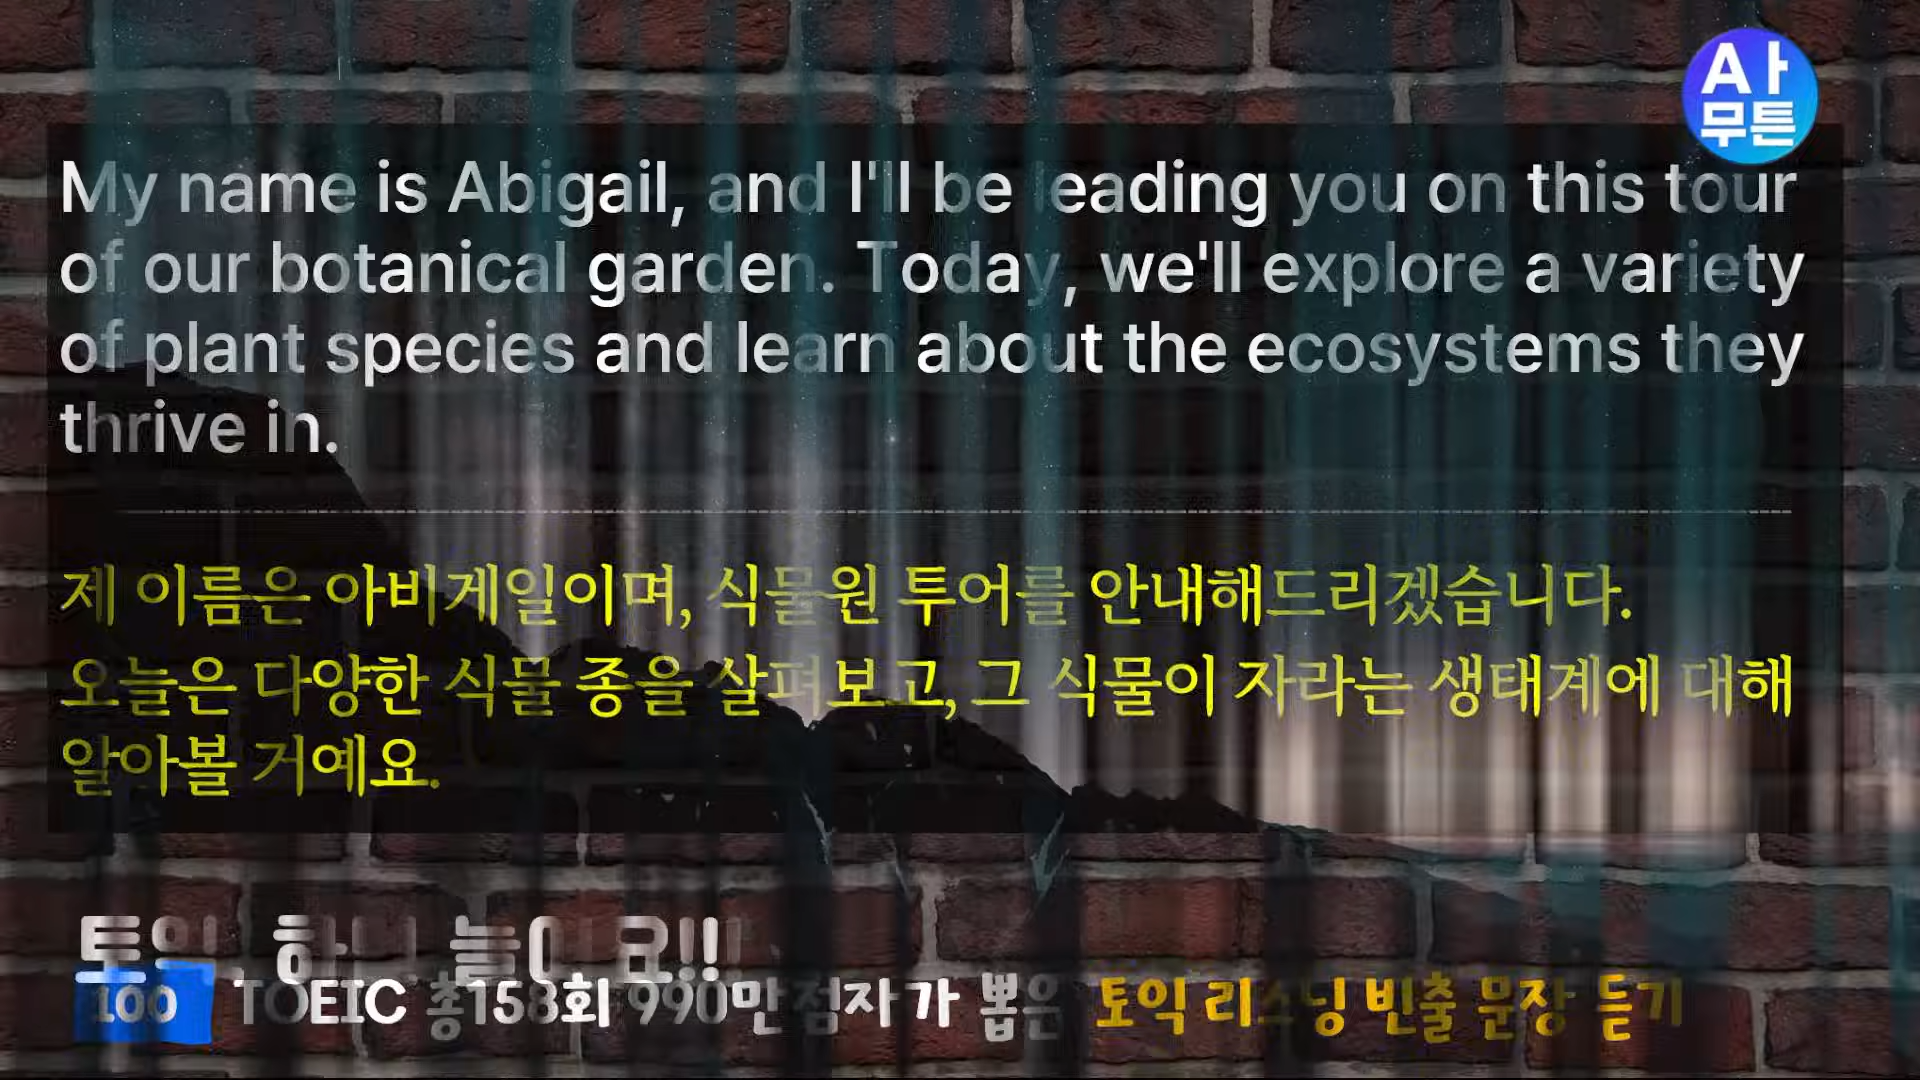 사
무튼
My name is Abigail, and I'll be leading you on this tour
of our botanical garden. Today, we'll explore a variety
of plant species and learn about the ecosystems they
thrive in.
제 이름은 아비게일이며, 식물원 투어를 안내해드리겠습니다.
오늘은 다양한 식물 종을 살펴보고, 그 식물이 자라는 생태계에 대해
알아볼 거예요.
토익
100 TOEIC 총158회 990만점자가 뽑은 토익 리스닝 빈출 문장 듣기